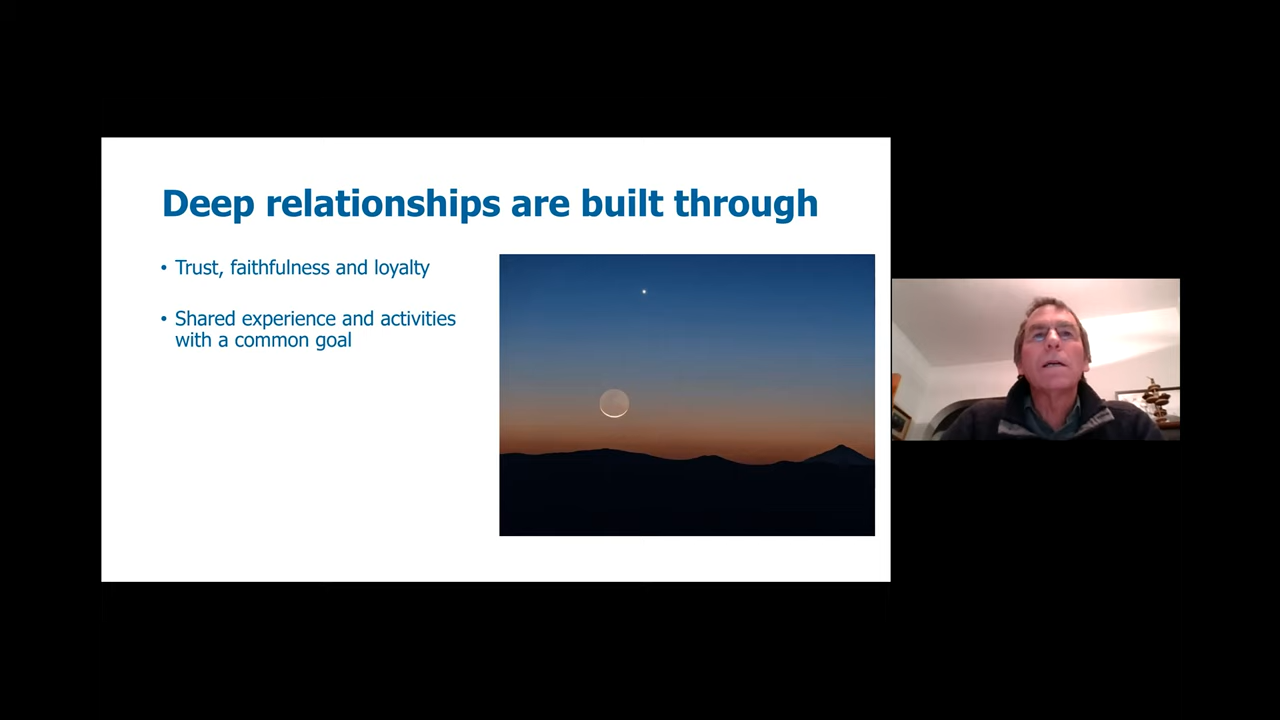 Deep relationships are built through
• Trust, faithfulness and loyalty
• Shared experience and activities
with a common goal